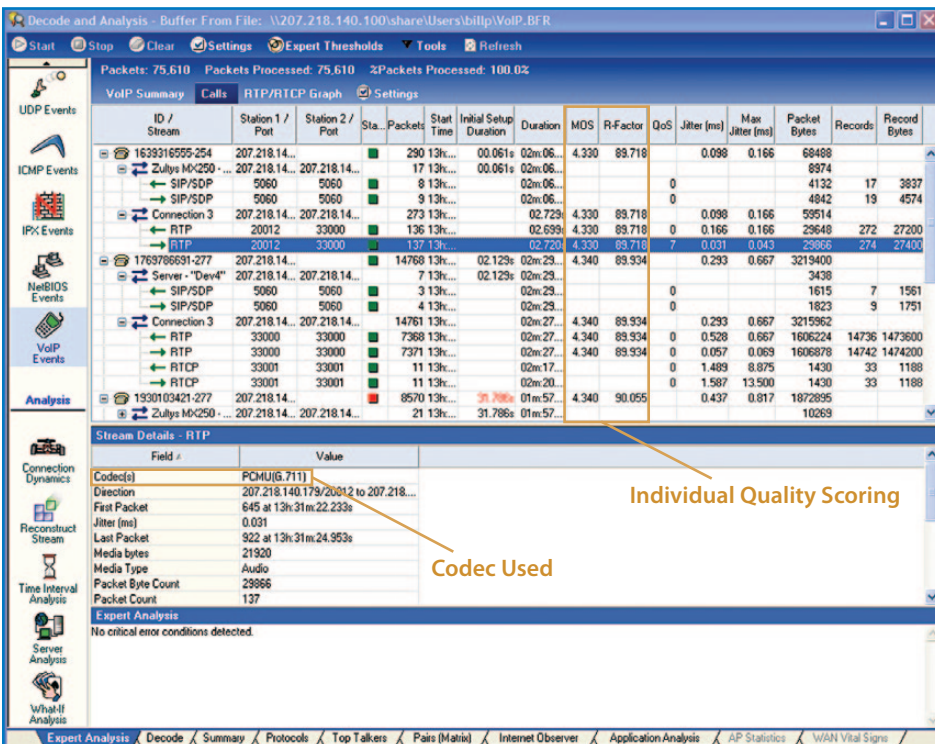 Decode and Analysis - Buffer From File: \\207.218.140.100\share\Users\billp\VoIP.BFR
Start Stop Clear Settings Expert Thresholds Tools Refresh
Packets: 75,610 Packets Processed: 75,610 %Packets Processed: 100.0%
VoIP Summary Calls RTP/RTCP Graph Settings
ID / Stream Station 1 / Port Station 2 / Port Sta... Packets Start Time Initial Setup Duration Duration MOS R-Factor QoS Jitter (ms) Max Jitter (ms) Packet Bytes Records Record Bytes
1639316555-254 207.218.14... 290 13h:... 00.061s 02m:06... 4.330 89.718 0.098 0.166 68488
Zultys MX250 - ... 207.218.14... 207.218.14... 17 13h:... 00.061s 02m:06... 8974
SIP/SDP 5060 5060 8 13h:... 02m:06... 0 4132 17 3837
SIP/SDP 5060 5060 9 13h:... 02m:06... 0 4842 19 4574
Connection 3 207.218.14... 207.218.14... 273 13h:... 02.729s 4.330 89.718 0.098 0.166 59514
RTP 20012 33000 136 13h:... 02.699s 4.330 89.718 0 0.166 0.166 29648 272 27200
RTP 20012 33000 137 13h:... 02.720s 4.330 89.718 7 0.031 0.043 29866 274 27400
1769786691-277 207.218.14... 14768 13h:... 02.129s 02m:29... 4.340 89.934 0.293 0.667 3219400
Server - "Dev4" 207.218.14... 207.218.14... 7 13h:... 02.129s 02m:29... 3438
SIP/SDP 5060 5060 3 13h:... 02m:29... 0 1615 7 1561
SIP/SDP 5060 5060 4 13h:... 02m:29... 0 1823 9 1751
Connection 3 207.218.14... 207.218.14... 14761 13h:... 02m:27... 4.340 89.934 0.293 0.667 3215962
RTP 33000 33000 7368 13h:... 02m:27... 4.340 89.934 0 0.528 0.667 1606224 14736 1473600
RTP 33000 33000 7371 13h:... 02m:27... 4.340 89.934 0 0.057 0.069 1606878 14742 1474200
RTCP 33001 33001 11 13h:... 02m:17... 0 1.489 8.875 1430 33 1188
RTCP 33001 33001 11 13h:... 02m:20... 0 1.587 13.500 1430 33 1188
1930103421-277 207.218.14... 8570 13h:... 31.786s 01m:57... 4.340 90.055 0.437 0.817 1872895
Zultys MX250 - ... 207.218.14... 207.218.14... 21 13h:... 31.786s 01m:57... 10269
UDP Events
ICMP Events
IPX Events
NetBIOS Events
VoIP Events
Analysis
Connection Dynamics
Reconstruct Stream
Time Interval Analysis
Server Analysis
What-If Analysis
Stream Details - RTP
Field Value
Codec(s) PCMU(G.711)
Direction 207.218.140.179/20012 to 207.218....
First Packet 645 at 13h:31m:22.233s
Jitter (ms) 0.031
Last Packet 922 at 13h:31m:24.953s
Media bytes 21920
Media Type Audio
Packet Byte Count 29866
Packet Count 137
Individual Quality Scoring
Codec Used
Expert Analysis
No critical error conditions detected.
Expert Analysis Decode Summary Protocols Top Talkers Pairs (Matrix) Internet Observer Application Analysis AP Statistics WAN Vital Signs